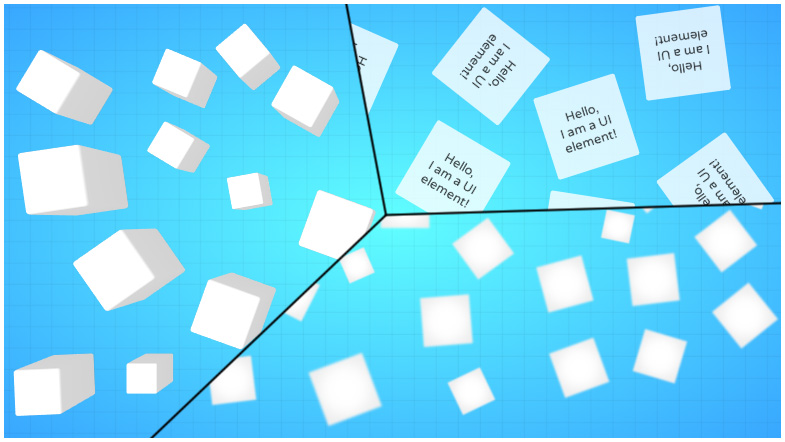 H
Hello,
I am a UI
element!
Hello,
I am a UI
element!
Hello,
I am a UI
element!
Hello,
I am a UI
element!
Hello,
I am a UI
element!